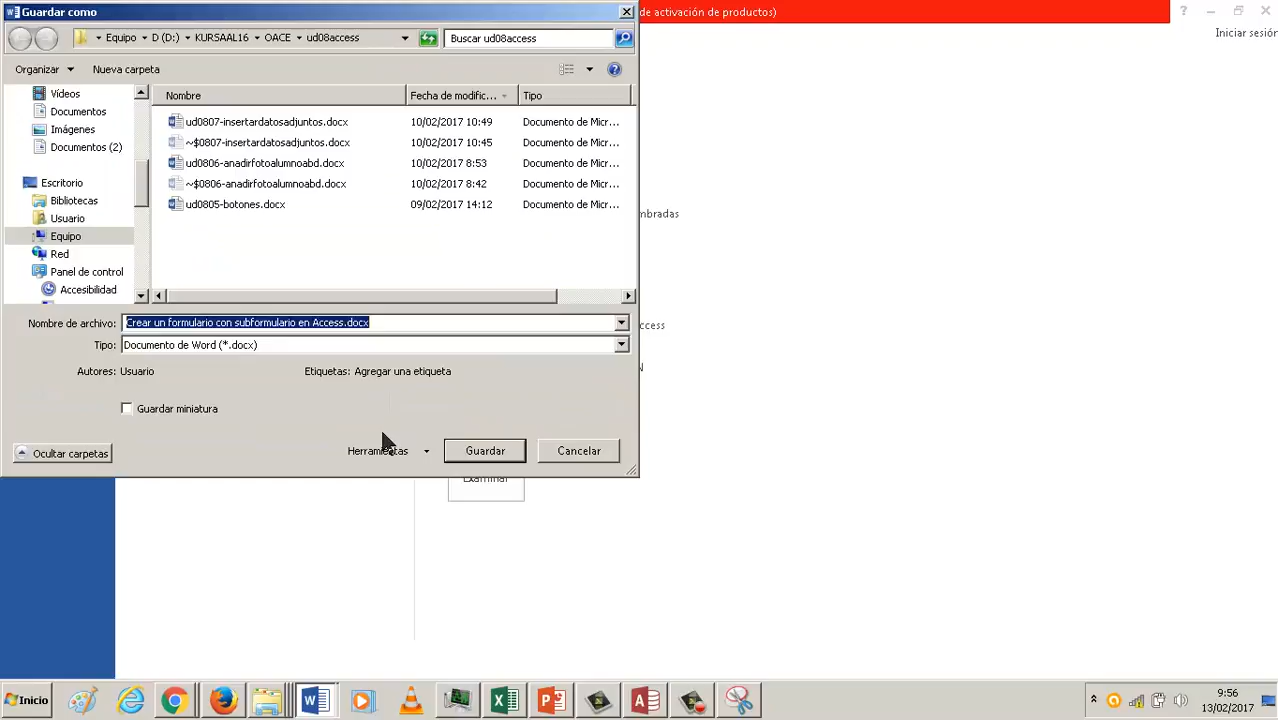 Guardar como
de activación de productos)
Iniciar sesión
Equipo D (D:) KURSAAL16 OACE ud08access
Buscar ud08access
Organizar Nueva carpeta
Nombre Fecha de modific... Tipo
Vídeos
Documentos
Imágenes
Documentos (2)
Escritorio
Bibliotecas
Usuario
Equipo
Red
Panel de control
Accesibilidad
ud0807-insertardatosadjuntos.docx 10/02/2017 10:49 Documento de Micr...
~$0807-insertardatosadjuntos.docx 10/02/2017 10:45 Documento de Micr...
ud0806-anadirfotoalumnoabd.docx 10/02/2017 8:53 Documento de Micr...
~$0806-anadirfotoalumnoabd.docx 10/02/2017 8:42 Documento de Micr...
ud0805-botones.docx 09/02/2017 14:12 Documento de Micr...
mbradas
ccess
N
Nombre de archivo: Crear un formulario con subformulario en Access.docx
Tipo: Documento de Word (*.docx)
Autores: Usuario Etiquetas: Agregar una etiqueta
Guardar miniatura
Ocultar carpetas
Herramientas Guardar Cancelar
Examinar
Inicio
9:56
13/02/2017